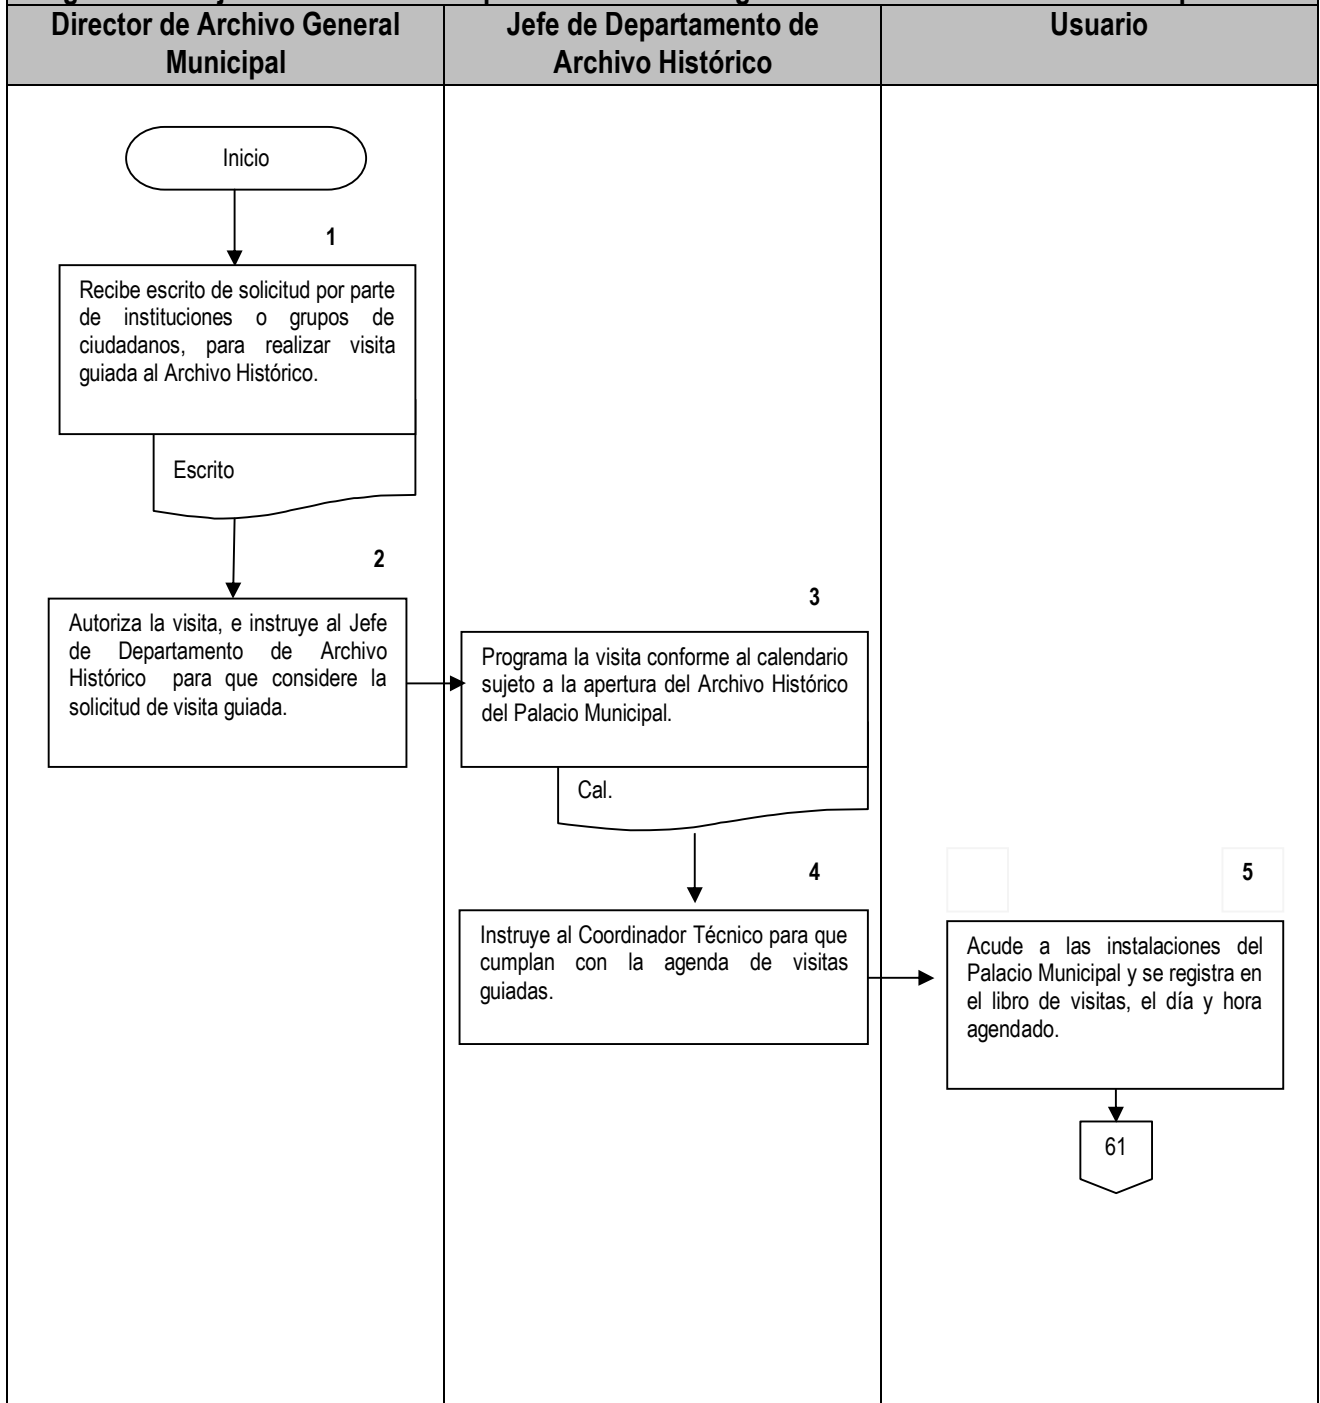 Director de Archivo General
Municipal
Jefe de Departamento de
Archivo Histórico
Usuario
Inicio
1
Recibe escrito de solicitud por parte
de instituciones o grupos de
ciudadanos, para realizar visita
guiada al Archivo Histórico.
Escrito
2
Autoriza la visita, e instruye al Jefe
de Departamento de Archivo
Histórico para que considere la
solicitud de visita guiada.
3
Programa la visita conforme al calendario
sujeto a la apertura del Archivo Histórico
del Palacio Municipal.
Cal.
4
Instruye al Coordinador Técnico para que
cumplan con la agenda de visitas
guiadas.
5
Acude a las instalaciones del
Palacio Municipal y se registra en
el libro de visitas, el día y hora
agendado.
61